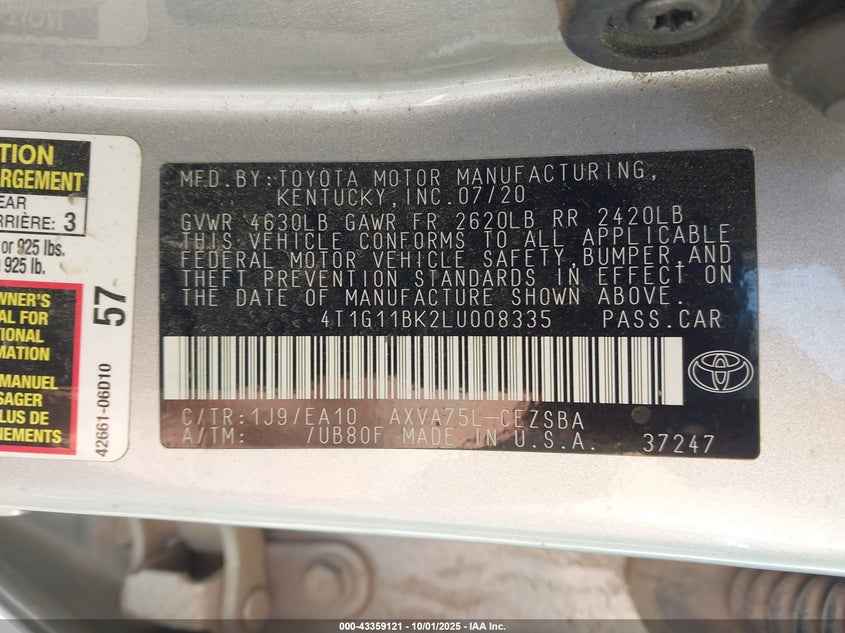 TION
RGEMENT
EAR
RRIÈRE: 3
or 925 lbs.
925 lb.
WNER'S
AL FOR
TIONAL
MATION
MANUEL
SAGER
LUS DE
EMENTS
57
42661-06D10
MFD.BY:TOYOTA MOTOR MANUFACTURING,
KENTUCKY, INC.07/20
GVWR 4630LB GAWR FR 2620LB RR 2420LB
THIS VEHICLE CONFORMS TO ALL APPLICABLE
FEDERAL MOTOR VEHICLE SAFETY, BUMPER, AND
THEFT PREVENTION STANDARDS IN EFFECT ON
THE DATE OF MANUFACTURE SHOWN ABOVE.
4T1G11BK2LU008335 PASS.CAR
C/TR:1J9/EA10 AXVA75L-CEZSBA
A/TM: /UB80F MADE IN U.S.A. 37247
000-43359121 - 10/01/2025 - IAA Inc.